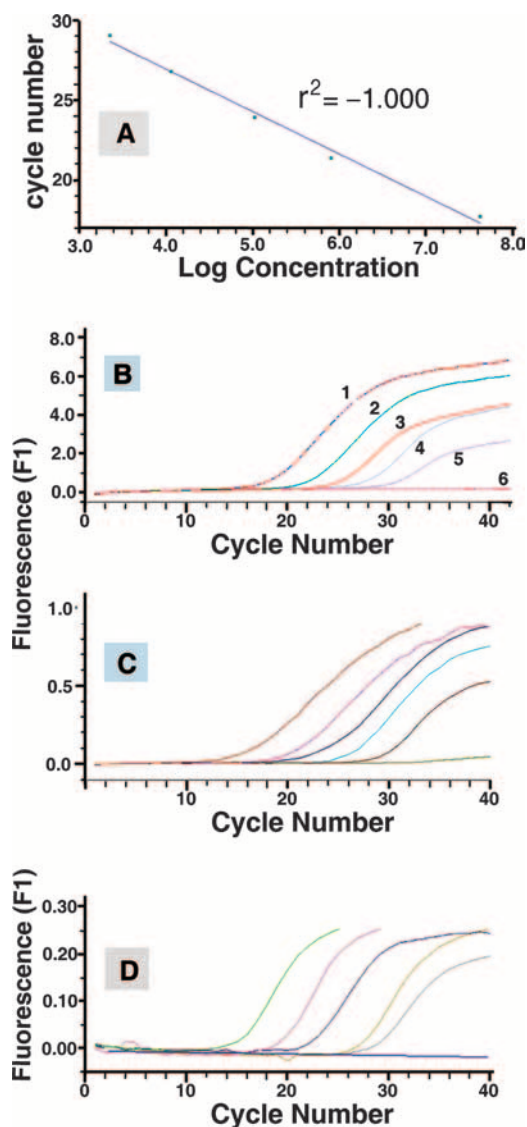 30
25
20
cycle number
A
r² = −1.000
3.0 4.0 5.0 6.0 7.0 8.0
Log Concentration
8.0
6.0
4.0
2.0
0.0
B
1 2 3 4 5 6
0 10 20 30 40
Cycle Number
Fluorescence (F1)
1.0
0.5
0.0
C
10 20 30 40
Cycle Number
0.30
0.20
0.10
0.00
Fluorescence (F1)
D
10 20 30 40
Cycle Number